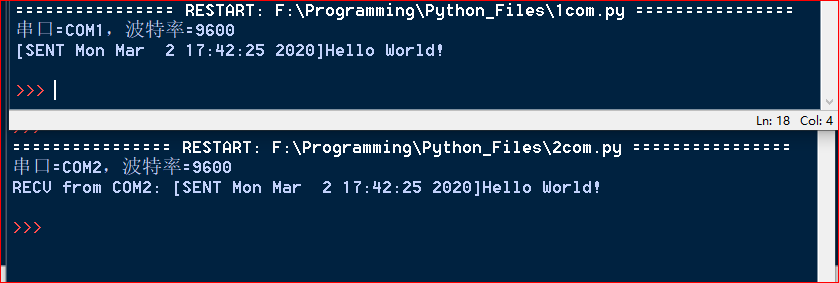 ================ RESTART: F:\Programming\Python_Files\1com.py ================
串口=COM1，波特率=9600
[SENT Mon Mar  2 17:42:25 2020]Hello World!
>>>
Ln: 18 Col: 4
>>>
================ RESTART: F:\Programming\Python_Files\2com.py ================
串口=COM2，波特率=9600
RECV from COM2: [SENT Mon Mar  2 17:42:25 2020]Hello World!
>>>